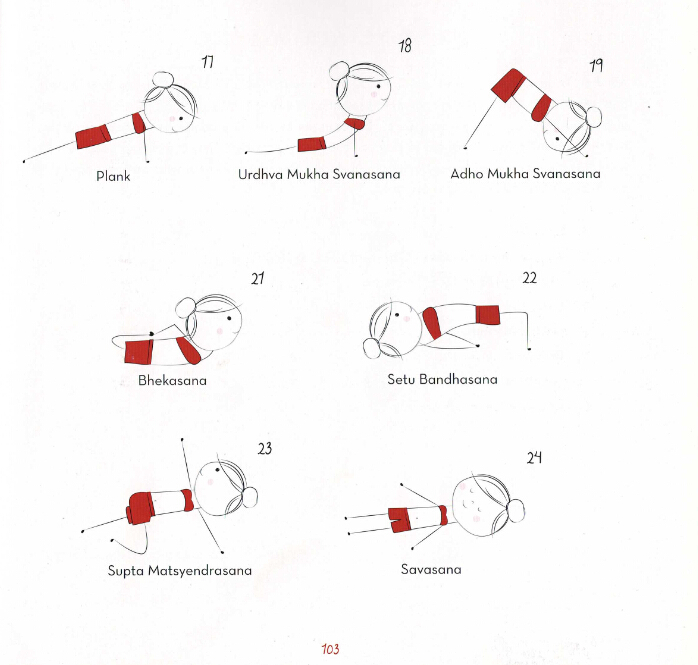 17
18
19
Plank
Urdhva Mukha Svanasana
Adho Mukha Svanasana
21
22
Bhekasana
Setu Bandhasana
23
24
Supta Matsyendrasana
Savasana
103